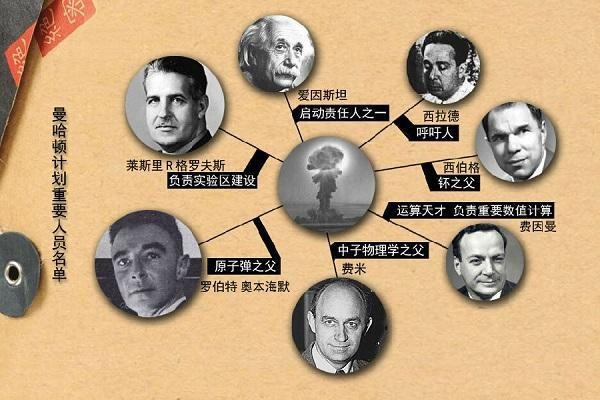 曼哈顿计划重要人员名单
爱因斯坦
启动责任人之一
西拉德
呼吁人
莱斯里R格罗夫斯
负责实验区建设
西伯格
钚之父
运算天才 负责重要数值计算
费因曼
原子弹之父
罗伯特 奥本海默
中子物理学之父
费米